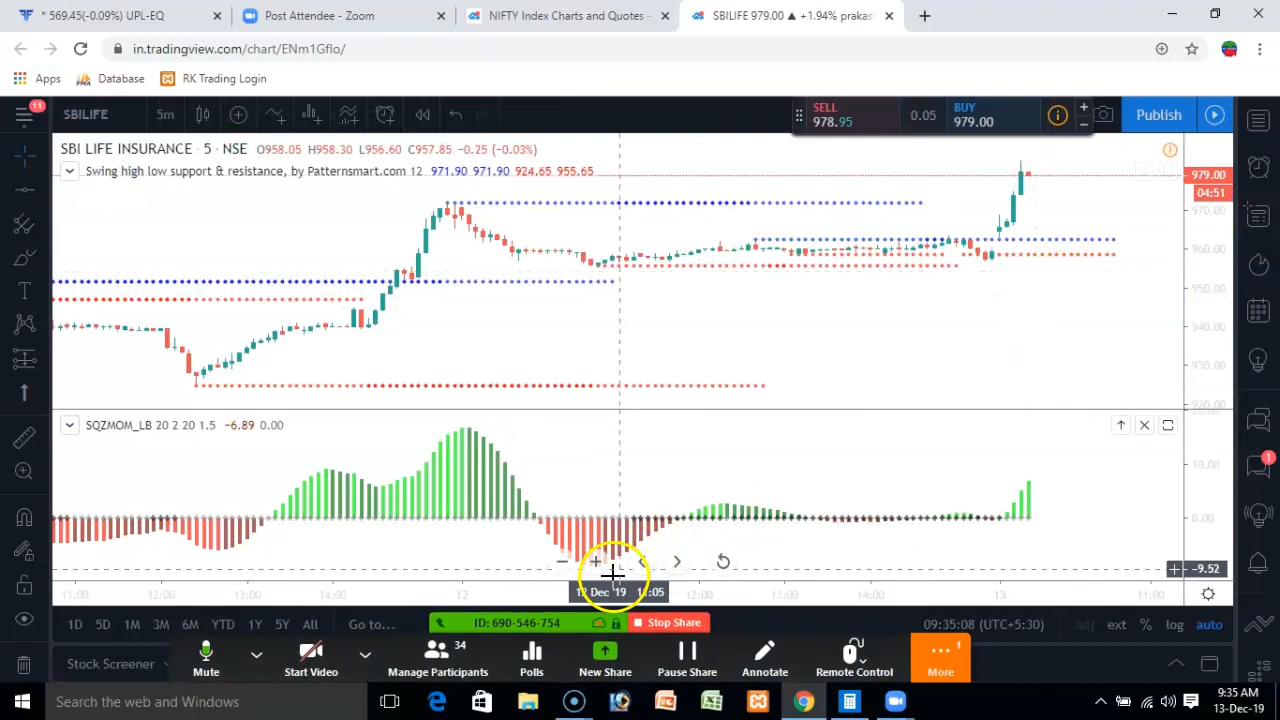 * 569.45(-0.09%) UPL-EQ
Post Attendee - Zoom
NIFTY Index Charts and Quotes —
SBILIFE 979.00 ▲ +1.94% prakas
in.tradingview.com/chart/ENm1Gflo/
Apps
Database
RK Trading Login
11
SBILIFE
5m
SELL
978.95
0.05
BUY
979.00
Publish
SBI LIFE INSURANCE · 5 · NSE O958.05 H958.30 L956.60 C957.85 -0.25 (-0.03%)
Swing high low support & resistance, by Patternsmart.com 12 971.90 971.90 924.65 955.65
979.00
04:51
970.00
960.00
950.00
940.00
930.00
920.00
SQZMOM_LB 20 2 20 1.5 -6.89 0.00
10.00
0.00
-9.52
1
11:00
12:00
13:00
14:00
12
12 Dec '19 11:05
12:00
13:00
14:00
13
11:00
1D 5D 1M 3M 6M YTD 1Y 5Y All Go to...
ID: 690-546-754
Stop Share
09:35:08 (UTC+5:30)
adj ext % log auto
Stock Screener
Mute
Start Video
34
Manage Participants
Polls
New Share
Pause Share
Annotate
Remote Control
1
More
Search the web and Windows
9:35 AM
13-Dec-19